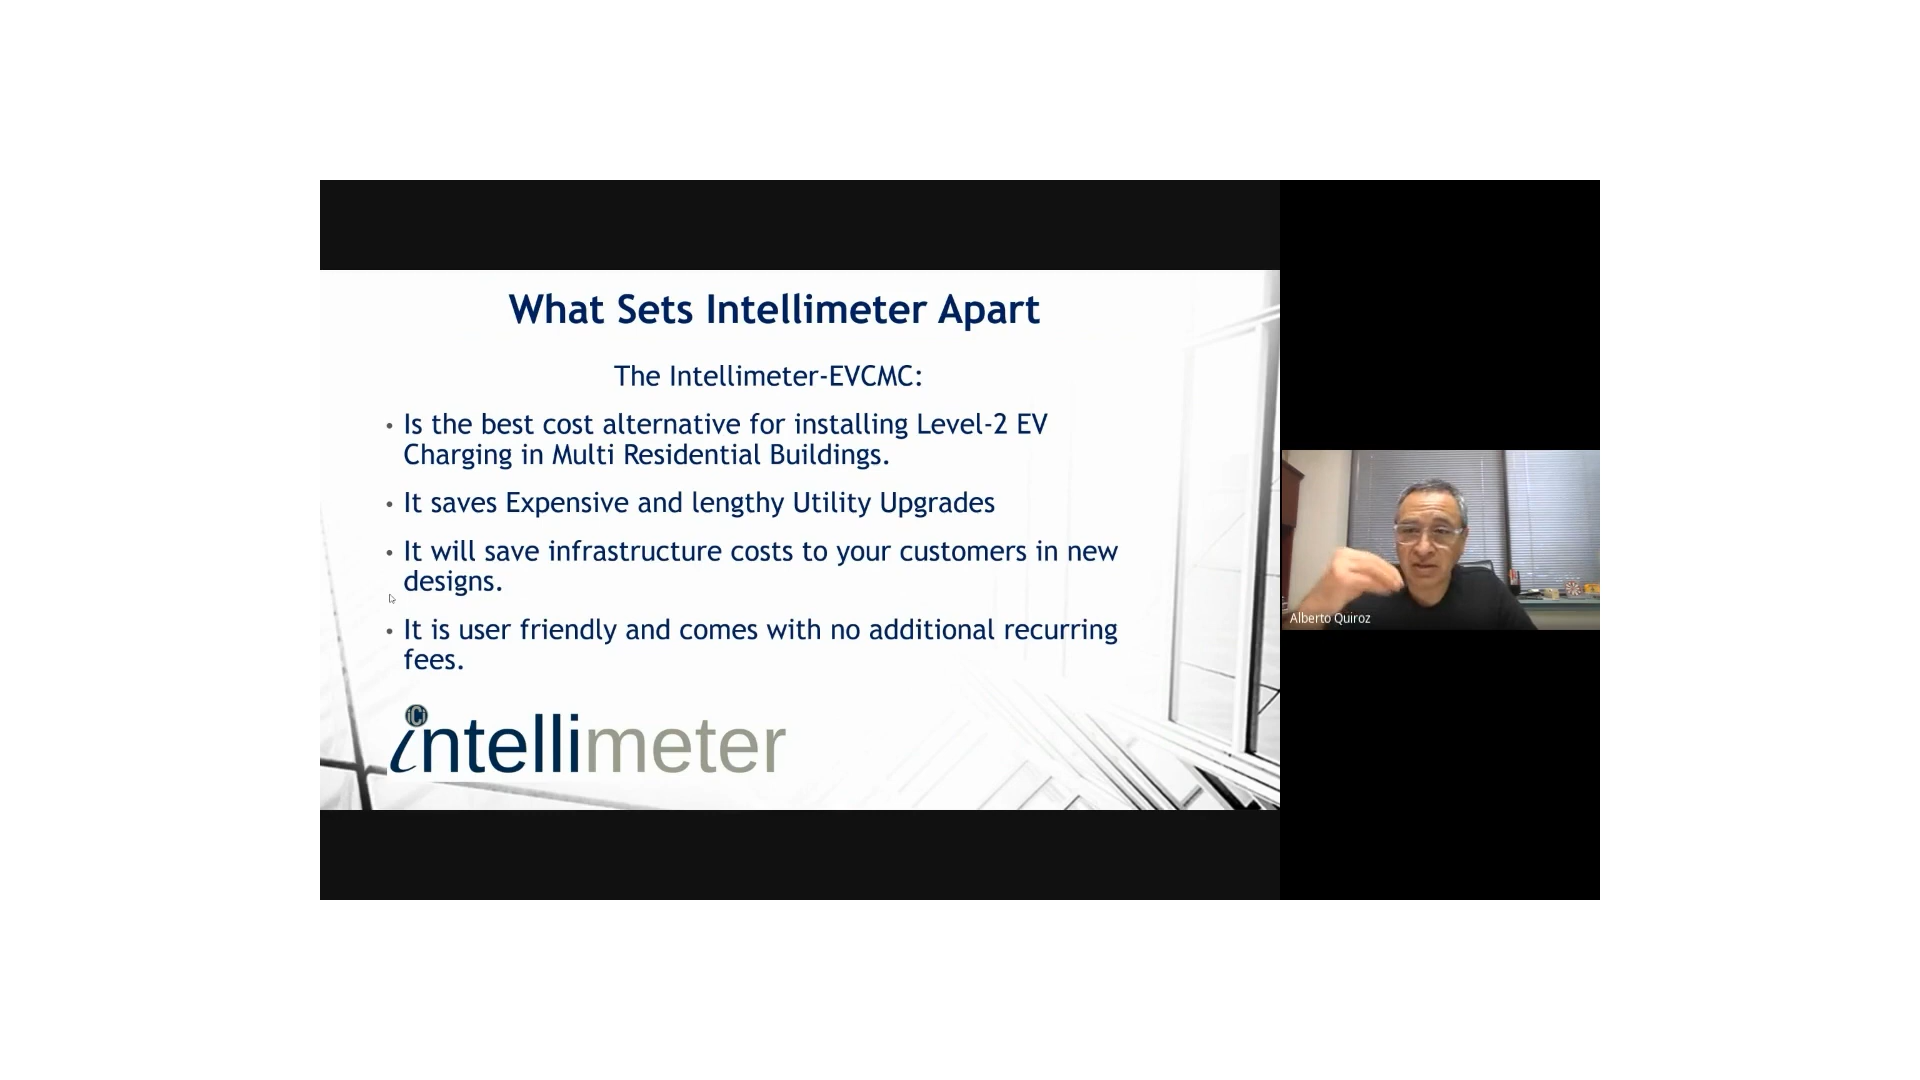 What Sets Intellimeter Apart
The Intellimeter-EVCMC:
• Is the best cost alternative for installing Level-2 EV
Charging in Multi Residential Buildings.
• It saves Expensive and lengthy Utility Upgrades
• It will save infrastructure costs to your customers in new
designs.
• It is user friendly and comes with no additional recurring
fees.
iCi
intellimeter
Alberto Quiroz